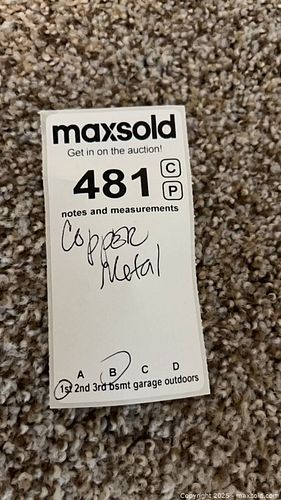 maxsold
Get in on the auction!
481 C
P
notes and measurements
Copper
Metal
A B C D
1st 2nd 3rd bsmt garage outdoors
Copyright 2025 - maxsold.com